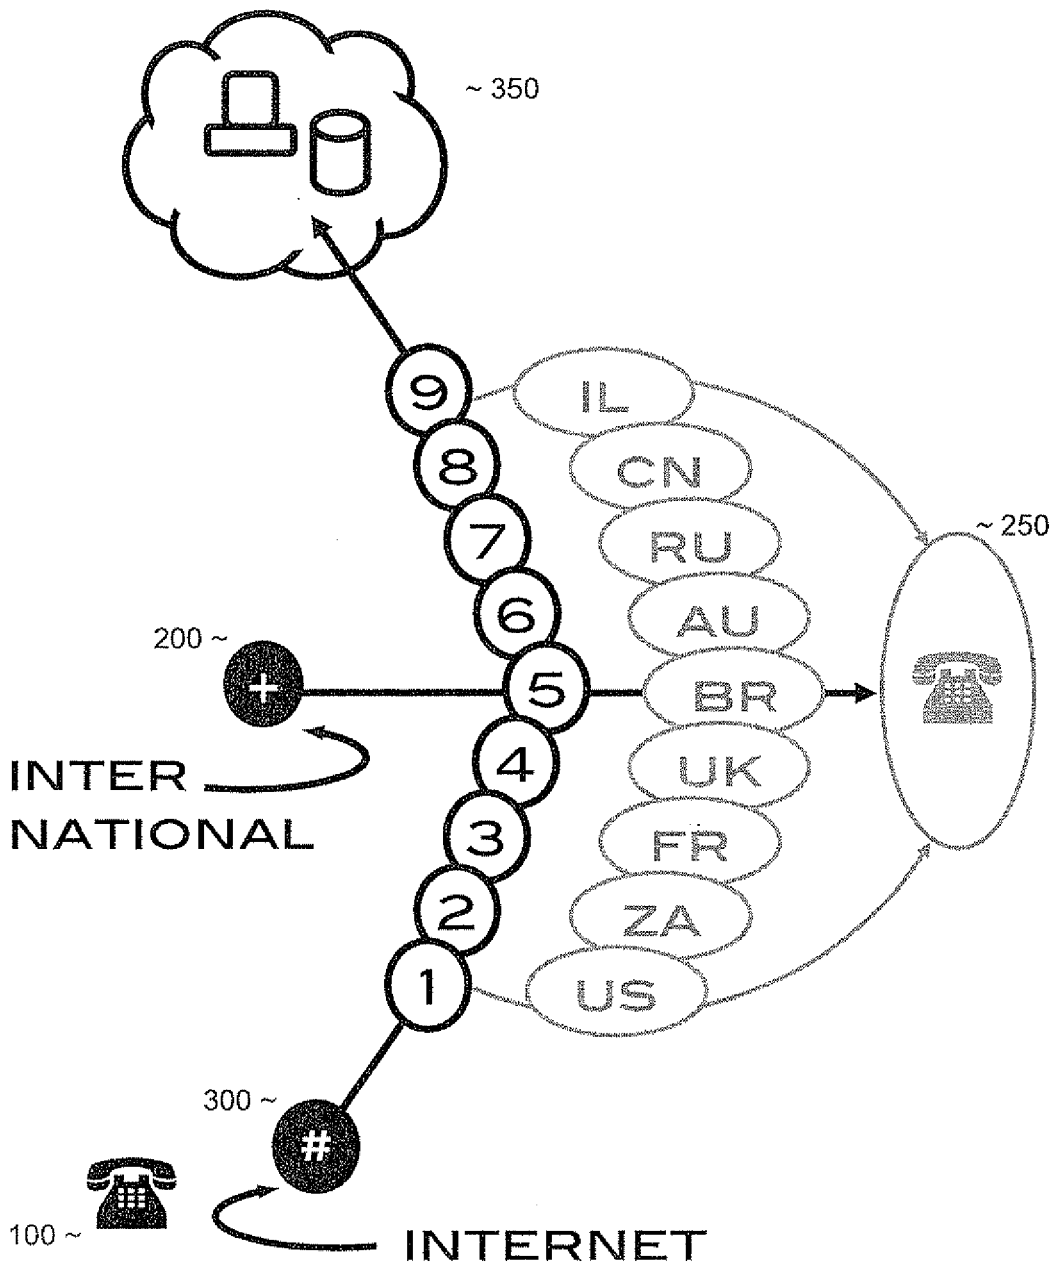 ~ 350
9
IL
8
CN
7
RU
~ 250
6
AU
200 ~
+
5
BR
INTER
NATIONAL
4
UK
3
FR
2
ZA
1
US
300 ~
#
100 ~
INTERNET